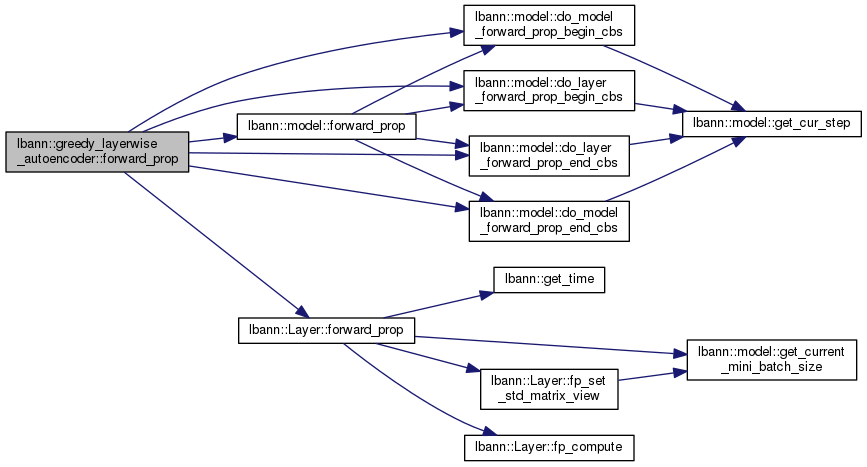 lbann::greedy_layerwise
_autoencoder::forward_prop
lbann::model::forward_prop
lbann::model::do_model
_forward_prop_begin_cbs
lbann::model::do_layer
_forward_prop_begin_cbs
lbann::model::do_layer
_forward_prop_end_cbs
lbann::model::do_model
_forward_prop_end_cbs
lbann::model::get_cur_step
lbann::Layer::forward_prop
lbann::get_time
lbann::Layer::fp_set
_std_matrix_view
lbann::Layer::fp_compute
lbann::model::get_current
_mini_batch_size